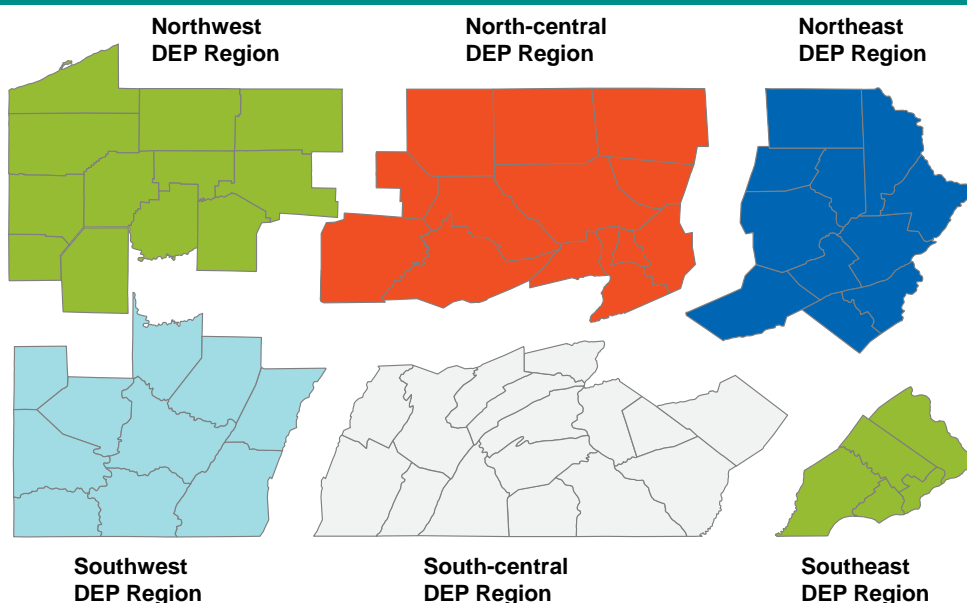 Northwest
DEP Region
North-central
DEP Region
Northeast
DEP Region
Southwest
DEP Region
South-central
DEP Region
Southeast
DEP Region